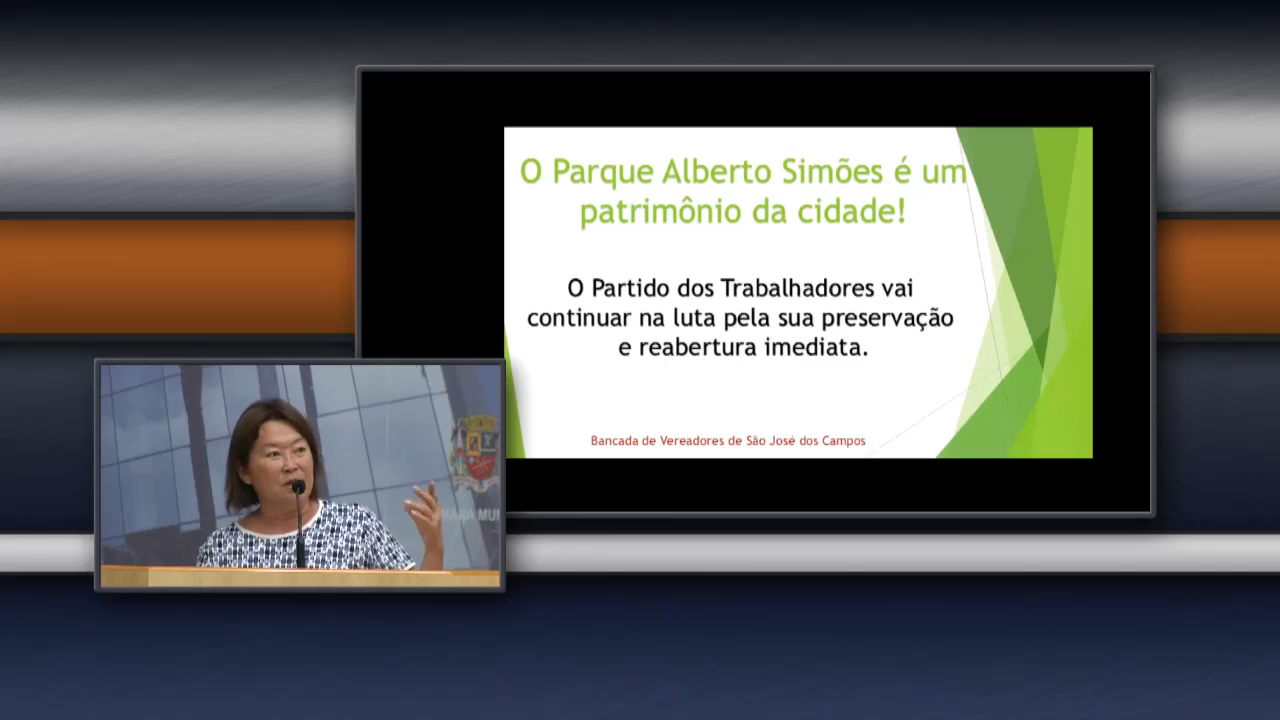 O Parque Alberto Simões é um
patrimônio da cidade!
O Partido dos Trabalhadores vai
continuar na luta pela sua preservação
e reabertura imediata.
Bancada de Vereadores de São José dos Campos